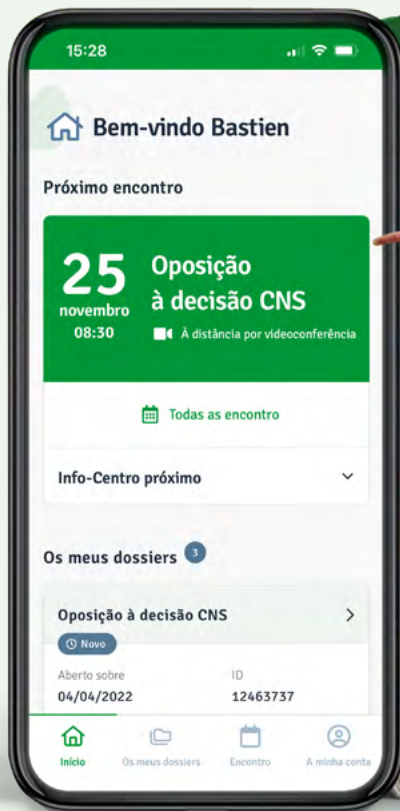 15:28
Bem-vindo Bastien
Próximo encontro
25
novembro
08:30
Oposição
à decisão CNS
À distância por videoconferência
Todas as encontro
Info-Centro próximo
Os meus dossiers 3
Oposição à decisão CNS
Novo
Aberto sobre
04/04/2022
ID
12463737
Início
Os meus dossiers
Encontro
A minha conta